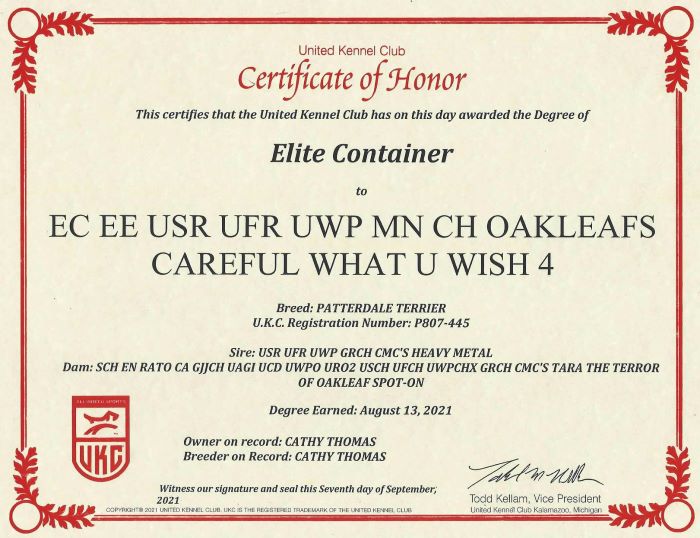 United Kennel Club
Certificate of Honor
This certifies that the United Kennel Club has on this day awarded the Degree of
Elite Container
to
EC EE USR UFR UWP MN CH OAKLEAFS
CAREFUL WHAT U WISH 4
Breed: PATTERDALE TERRIER
U.K.C. Registration Number: P807-445
Sire: USR UFR UWP GRCH CMC'S HEAVY METAL
Dam: SCH EN RATO CA GJJCH UAGI UCD UWPO URO2 USCH UFCH UWPCHX GRCH CMC'S TARA THE TERROR
OF OAKLEAF SPOT-ON
Degree Earned: August 13, 2021
Owner on record: CATHY THOMAS
Breeder on Record: CATHY THOMAS
UKC
Witness our signature and seal this Seventh day of September,
2021
COPYRIGHT® 2021 UNITED KENNEL CLUB, UKC IS THE REGISTERED TRADEMARK OF THE UNITED KENNEL CLUB
Todd Kellam, Vice President
United Kennel Club Kalamazoo, Michigan